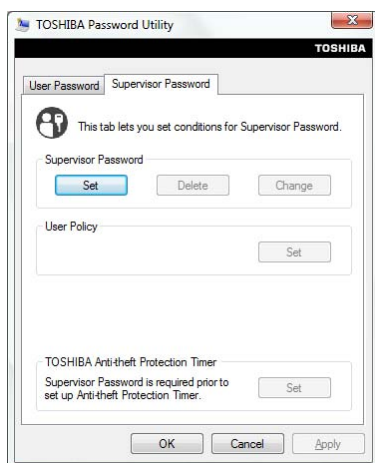 TOSHIBA Password Utility
TOSHIBA
User Password Supervisor Password
This tab lets you set conditions for Supervisor Password.
Supervisor Password
Set Delete Change
User Policy
Set
TOSHIBA Anti-theft Protection Timer
Supervisor Password is required prior to
set up Anti-theft Protection Timer.
Set
OK Cancel Apply